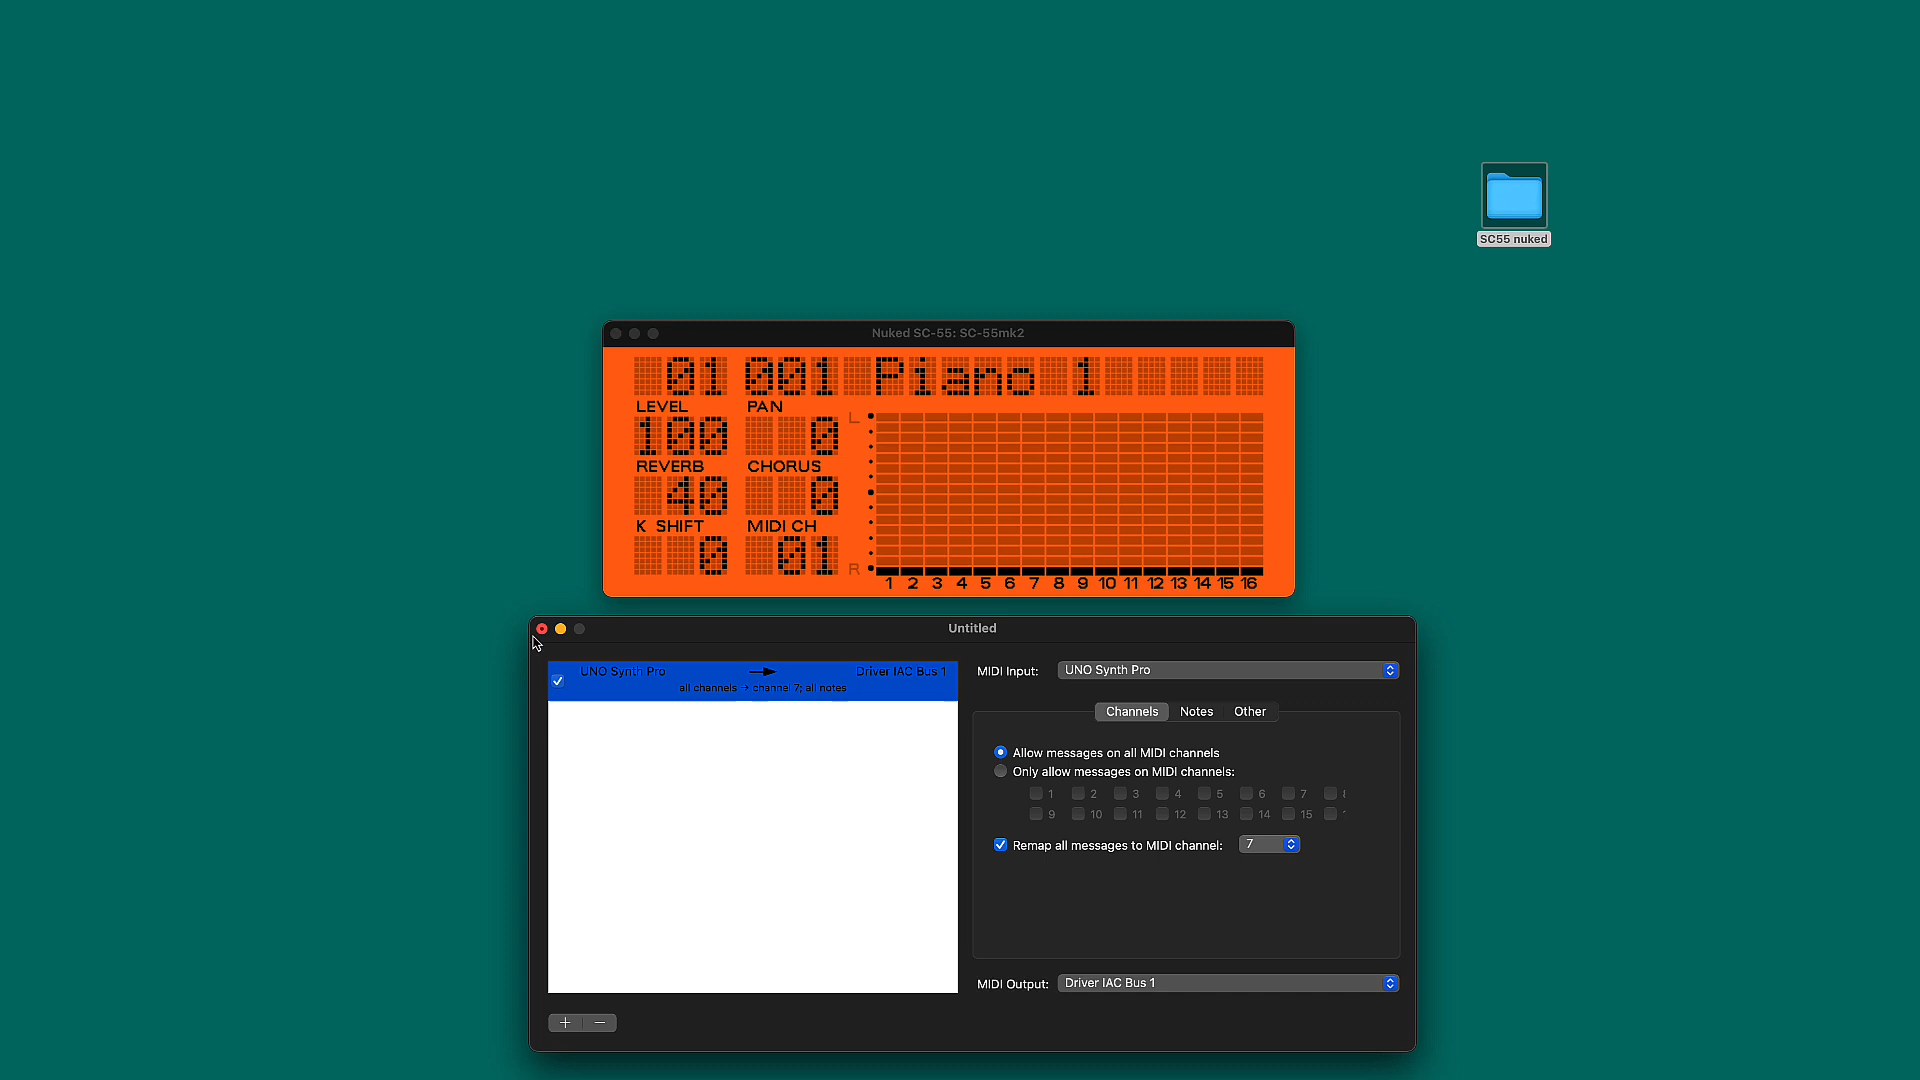 SC55 nuked
Nuked SC-55: SC-55mk2
01 001 Piano 1
LEVEL PAN
L
100 0
REVERB CHORUS
40 0
K SHIFT MIDI CH
0 01
R
1 2 3 4 5 6 7 8 9 10 11 12 13 14 15 16
Untitled
UNO Synth Pro Driver IAC Bus 1
all channels → channel 7; all notes
MIDI Input: UNO Synth Pro
Channels Notes Other
Allow messages on all MIDI channels
Only allow messages on MIDI channels:
1 2 3 4 5 6 7
9 10 11 12 13 14 15
Remap all messages to MIDI channel: 7
MIDI Output: Driver IAC Bus 1